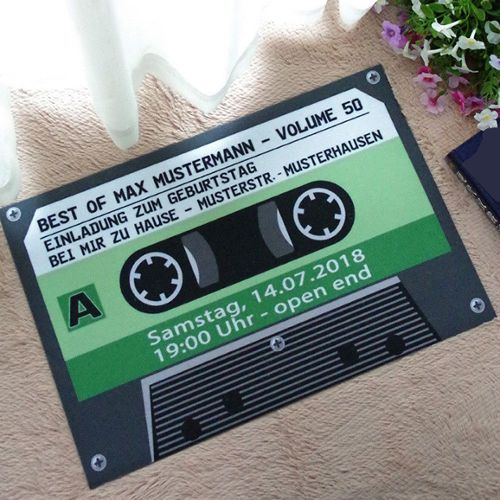 BEST OF MAX MUSTERMANN - VOLUME 50
EINLADUNG ZUM GEBURTSTAG
BEI MIR ZU HAUSE - MUSTERSTR.- MUSTERHAUSEN
A
Samstag, 14.07.2018
19:00 Uhr - open end